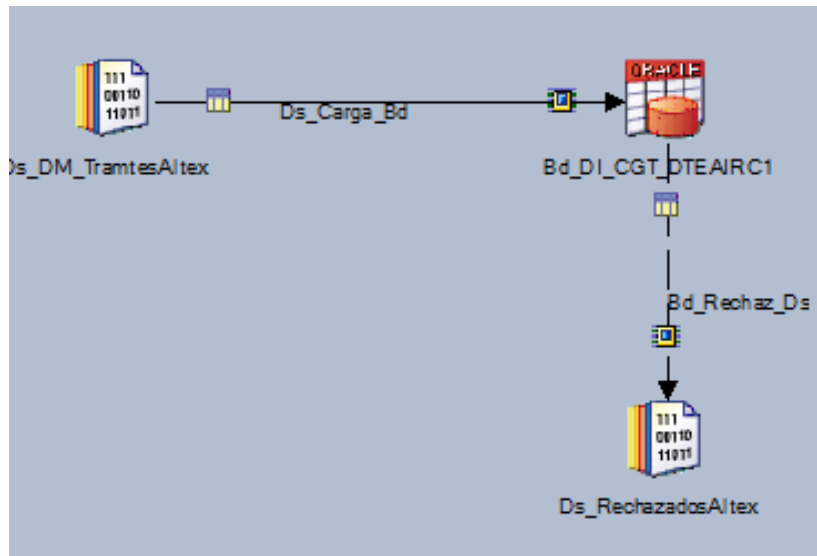 111
00110
11011
Ds_Carga_Bd
ORACLE
Ds_DM_TramtesAltex
Bd_DI_CGT_DTEAIRC1
Bd_Rechaz_Ds
111
00110
11011
Ds_RechazadosAltex